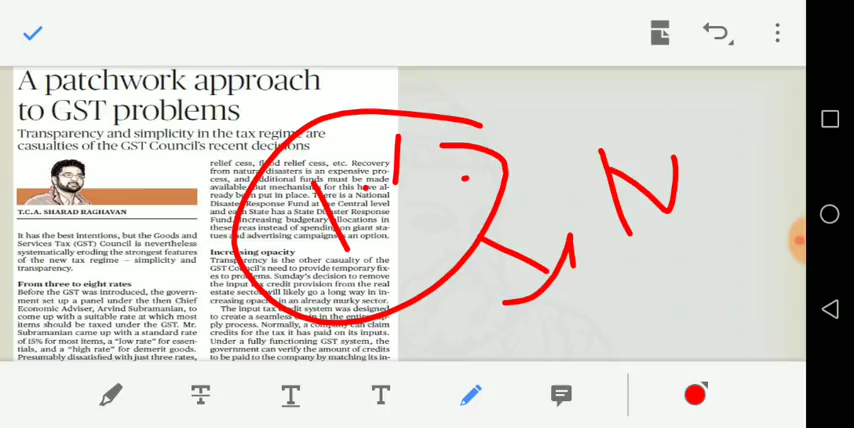 A patchwork approach
to GST problems
Transparency and simplicity in the tax regime are
casualties of the GST Council's recent decisions
T.C.A. SHARAD RAGHAVAN
It has the best intentions, but the Goods and
Services Tax (GST) Council is nevertheless
systematically eroding the strongest features
of the new tax regime – simplicity and
transparency.
From three to eight rates
Before the GST was introduced, the govern-
ment set up a panel under the then Chief
Economic Adviser, Arvind Subramanian, to
come up with a suitable rate at which most
items should be taxed under the GST. Mr.
Subramanian came up with a standard rate
of 15% for most items, a "low rate" for essen-
tials, and a "high rate" for demerit goods.
Presumably dissatisfied with just three rates,
relief cess, flood relief cess, etc. Recovery
from natural disasters is an expensive pro-
cess, and additional funds must be made
available, but mechanisms for this have al-
ready been put in place. There is a National
Disaster Response Fund at the Central level
and each State has a State Disaster Response
Fund. Increasing budgetary allocations in
these areas instead of spending on giant sta-
tues and advertising campaigns is an option.
Increasing opacity
Transparency is the other casualty of the
GST Council's need to provide temporary fix-
es to problems. Sunday's decision to remove
the input tax credit provision from the real
estate sector will likely go a long way in in-
creasing opacity in an already murky sector.
The input tax credit system was designed
to create a seamless chain in the entire sup-
ply process. Normally, a company can claim
credits for the tax it has paid on its inputs.
Under a fully functioning GST system, the
government can verify the amount of credits
to be paid to the company by matching its in-
N